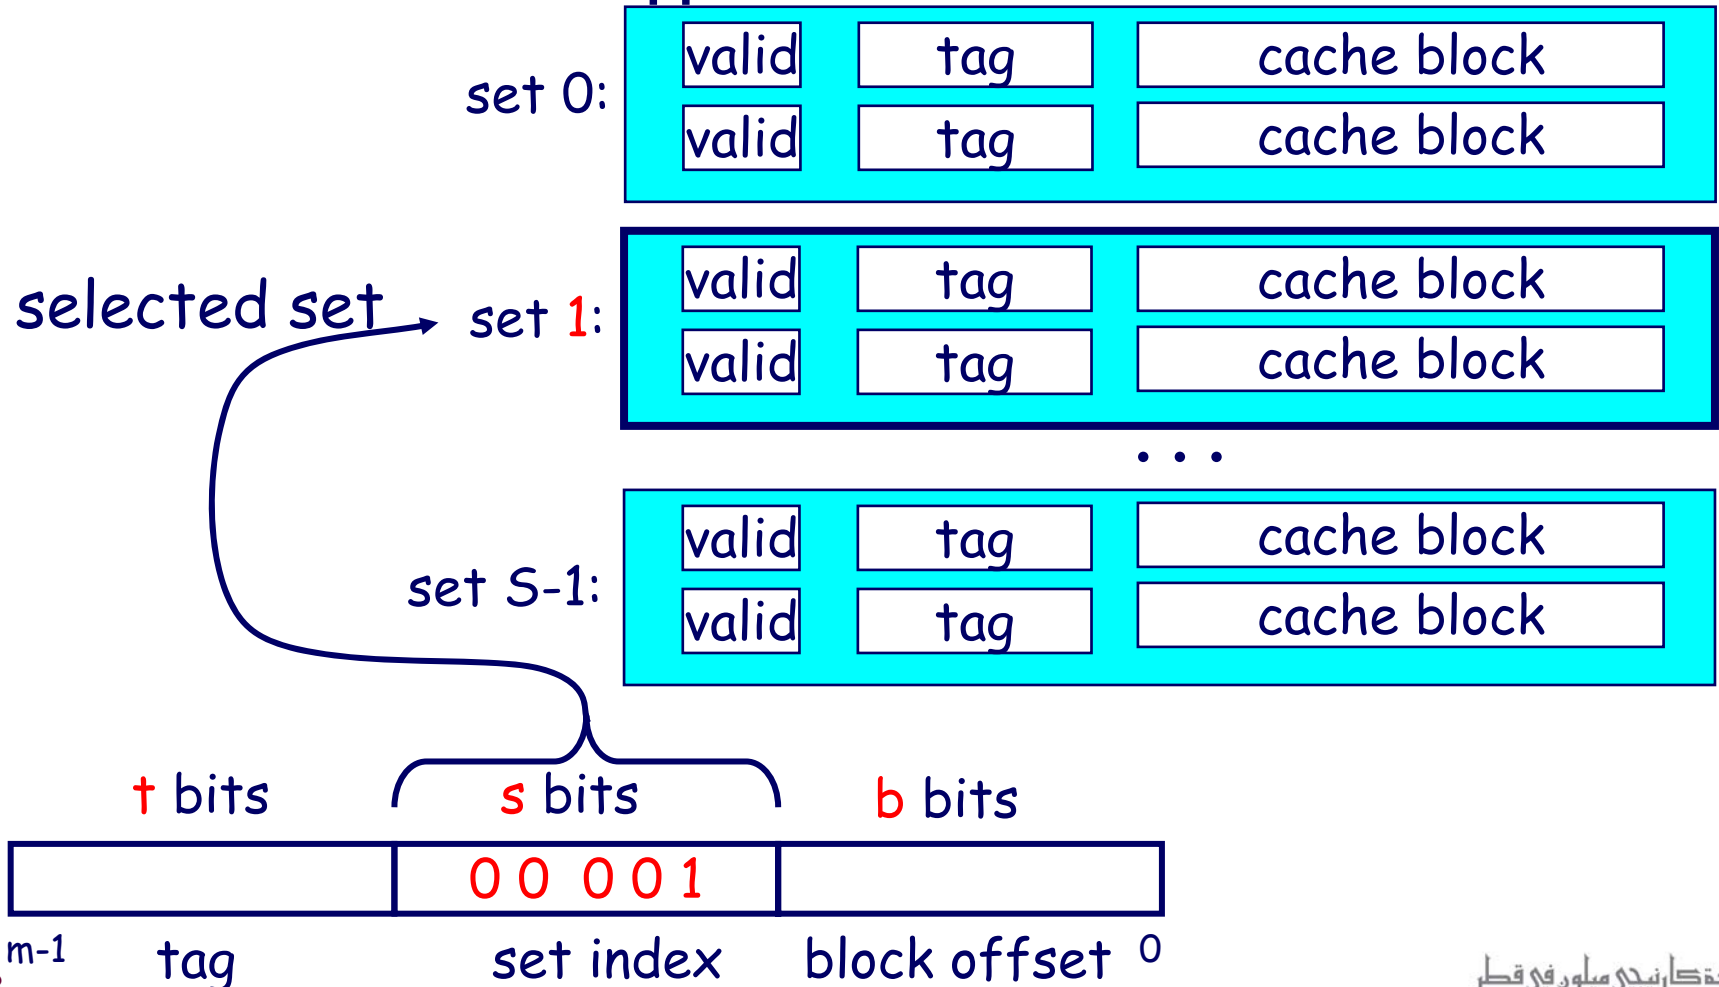 valid tag cache block
set 0:
valid tag cache block
valid tag cache block
selected set
set 1:
valid tag cache block
. . .
valid tag cache block
set S-1:
valid tag cache block
t bits s bits b bits
0 0 0 0 1
m-1 tag set index block offset 0